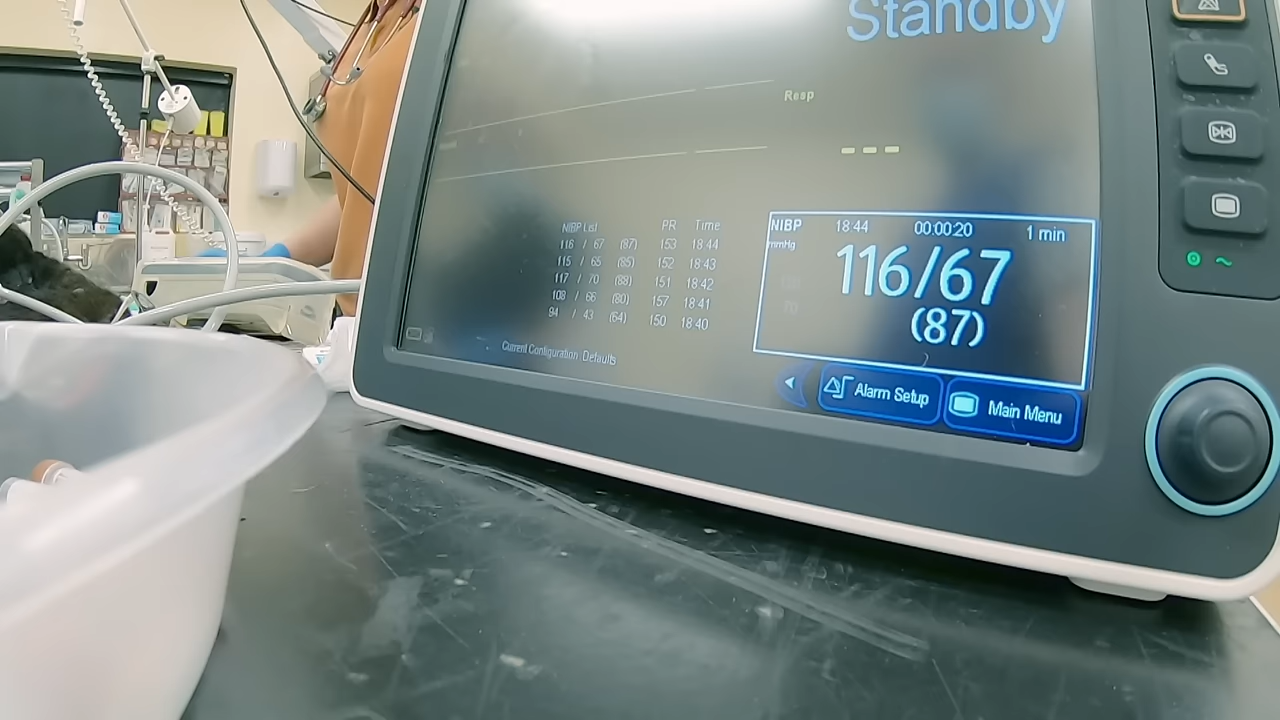 Standby
Resp
---
NIBP List PR Time
116 / 67 (87) 153 18:44
115 / 65 (85) 152 18:43
117 / 70 (88) 151 18:42
108 / 66 (80) 157 18:41
94 / 43 (64) 150 18:40
NIBP 18:44 00:00:20 1 min
mmHg
116/67
(87)
Current Configuration: Defaults
Alarm Setup
Main Menu